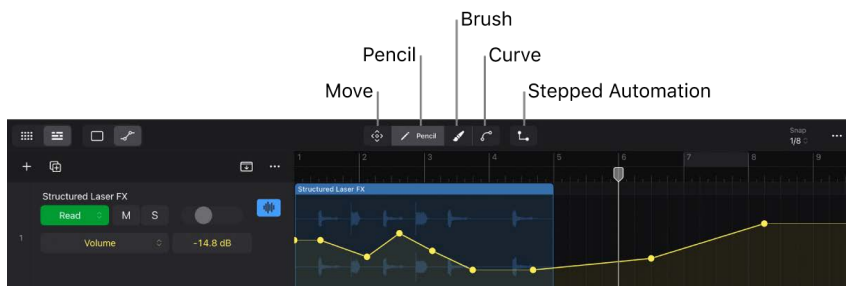 Brush
Pencil
Curve
Move
Stepped Automation
Pencil
Snap
1/8
1 2 3 4 5 6 7 8 9
Structured Laser FX
Structured Laser FX
Read M S
1
Volume -14.8 dB